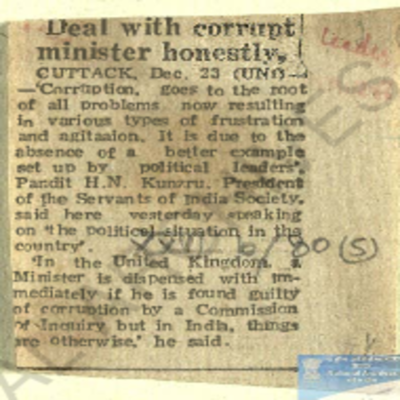 Deal with corrupt
minister honestly.
Leader
CUTTACK, Dec. 23 (UNI)—
—'Corruption, goes to the root
of all problems now resulting
in various types of frustration
and agitaaion. It is due to the
absence of a better example
set up by political leaders',
Pandit H.N. Kunzru, President
of the Servants of India Society,
said here yesterday speaking
on 'the political situation in the
country'.
'In the United Kingdom, a
Minister is dispensed with im-
mediately if he is found guilty
of corruption by a Commission
of Inquiry but in India, things
are otherwise,' he said.